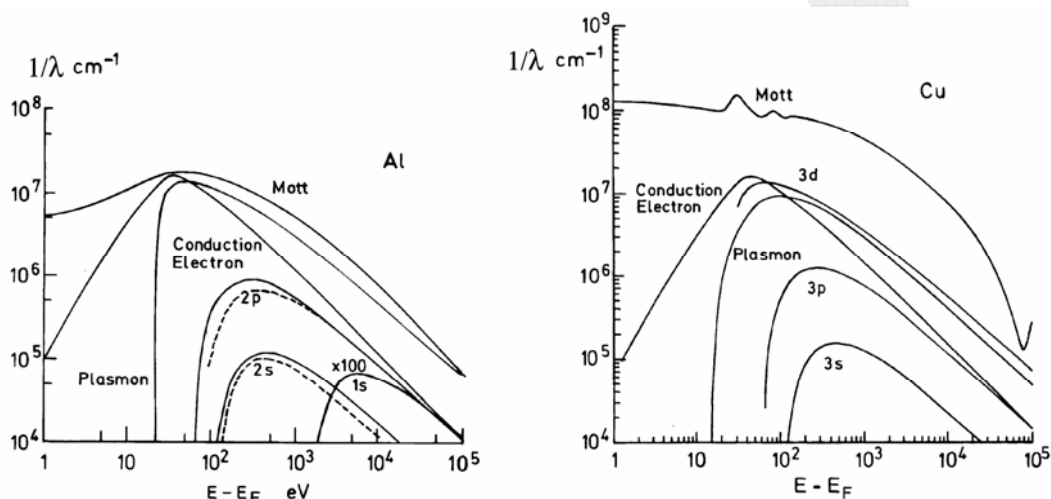 1/λ cm⁻¹
10⁸
10⁷
10⁶
10⁵
10⁴
1
10
10²
10³
10⁴
10⁵
E – E_F eV
Al
Mott
Conduction
Electron
Plasmon
2p
2s
x100
1s
1/λ cm⁻¹
10⁹
10⁸
10⁷
10⁶
10⁵
10⁴
1
10
10²
10³
10⁴
10⁵
E – E_F
Cu
Mott
Conduction
Electron
3d
Plasmon
3p
3s